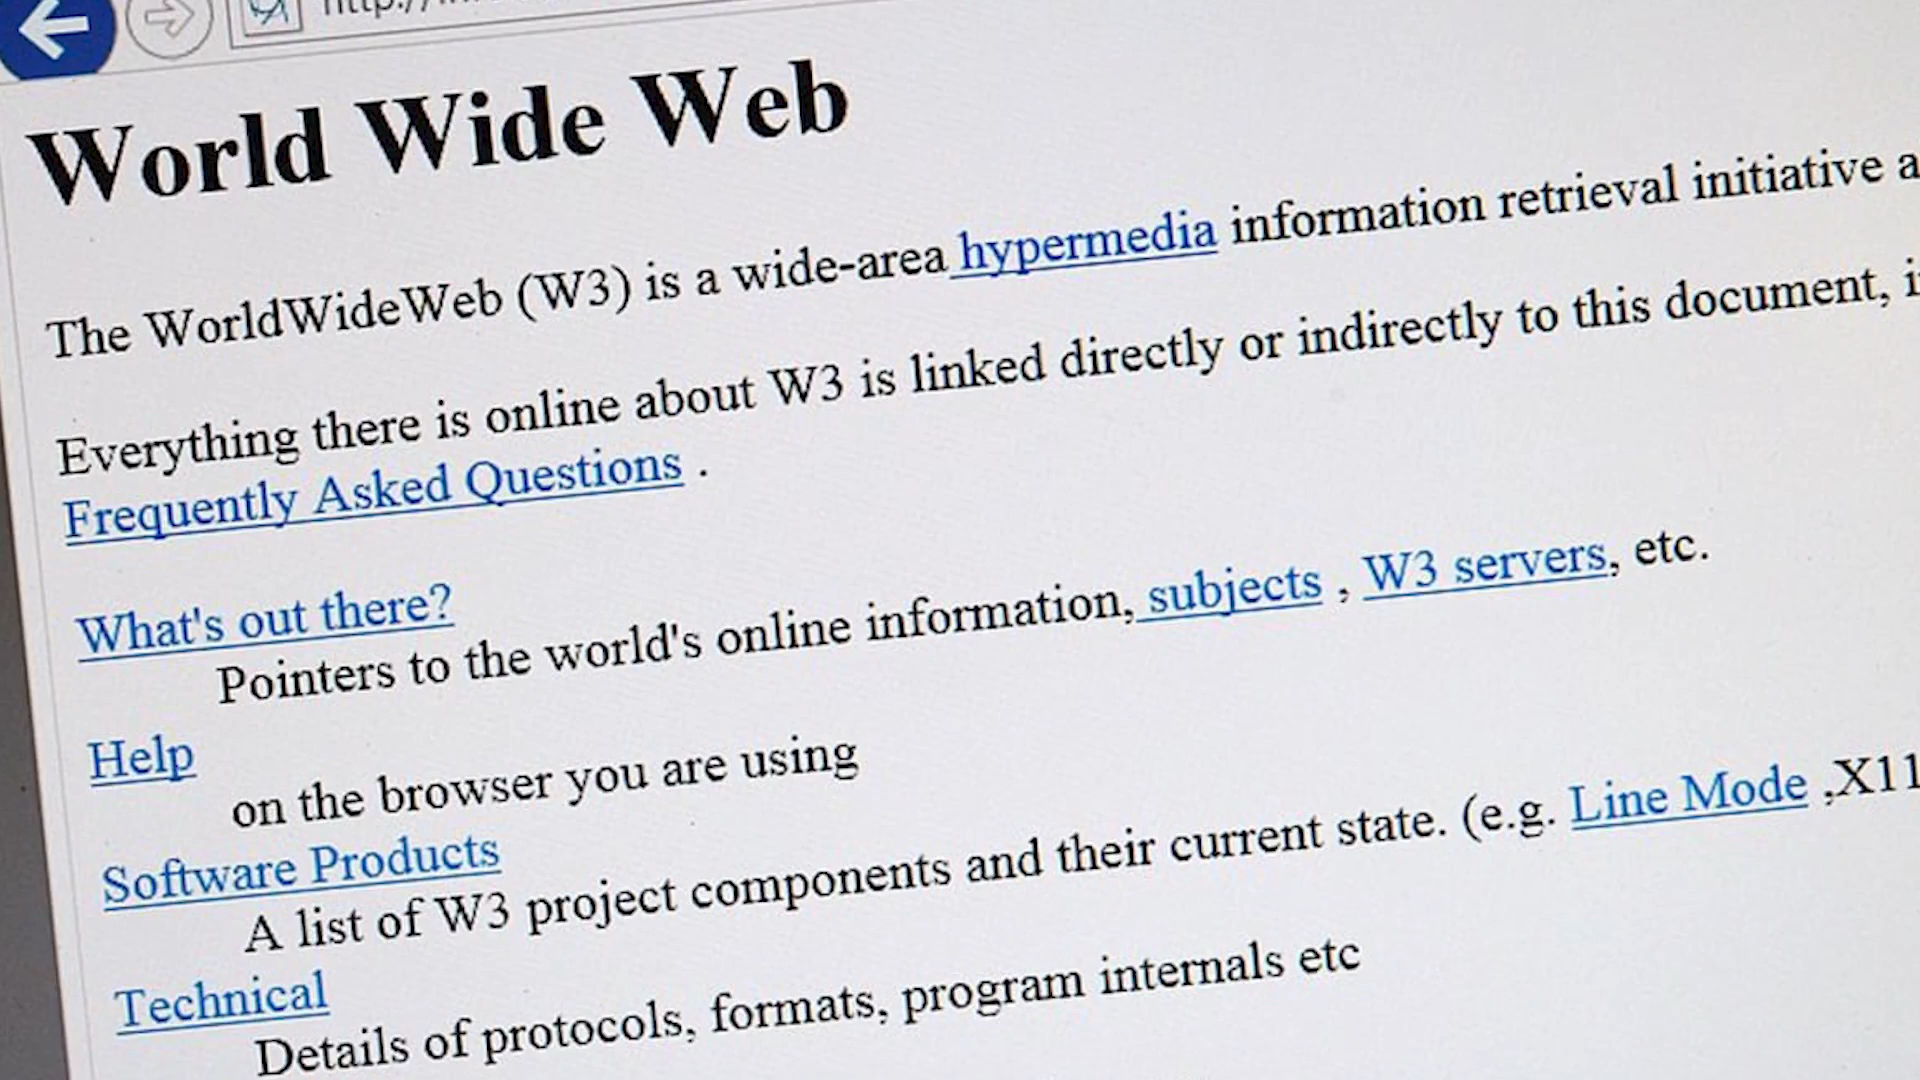 World Wide Web
The WorldWideWeb (W3) is a wide-area hypermedia information retrieval initiative a
Everything there is online about W3 is linked directly or indirectly to this document, i
Frequently Asked Questions .
What's out there?
Pointers to the world's online information, subjects , W3 servers, etc.
Help
on the browser you are using
Software Products
A list of W3 project components and their current state. (e.g. Line Mode ,X11
Technical
Details of protocols, formats, program internals etc